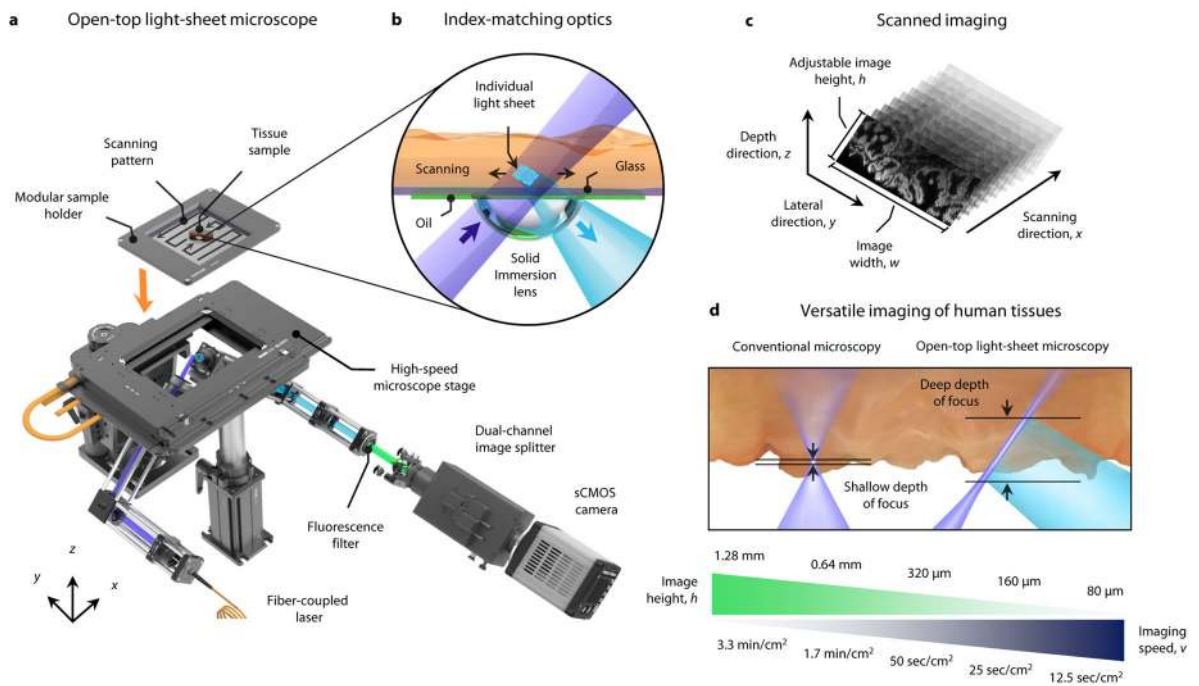 a Open-top light-sheet microscope
Scanning
pattern
Tissue
sample
Modular sample
holder
High-speed
microscope stage
Dual-channel
image splitter
sCMOS
camera
Fluorescence
filter
Fiber-coupled
laser
z
y
x
b Index-matching optics
Individual
light sheet
Scanning
Glass
Oil
Solid
Immersion
lens
c Scanned imaging
Adjustable image
height, h
Depth
direction, z
Lateral
direction, y
Image
width, w
Scanning
direction, x
d Versatile imaging of human tissues
Conventional microscopy
Open-top light-sheet microscopy
Deep depth
of focus
Shallow depth
of focus
1.28 mm
0.64 mm
320 µm
160 µm
80 µm
Image
height, h
Imaging
speed, v
3.3 min/cm²
1.7 min/cm²
50 sec/cm²
25 sec/cm²
12.5 sec/cm²